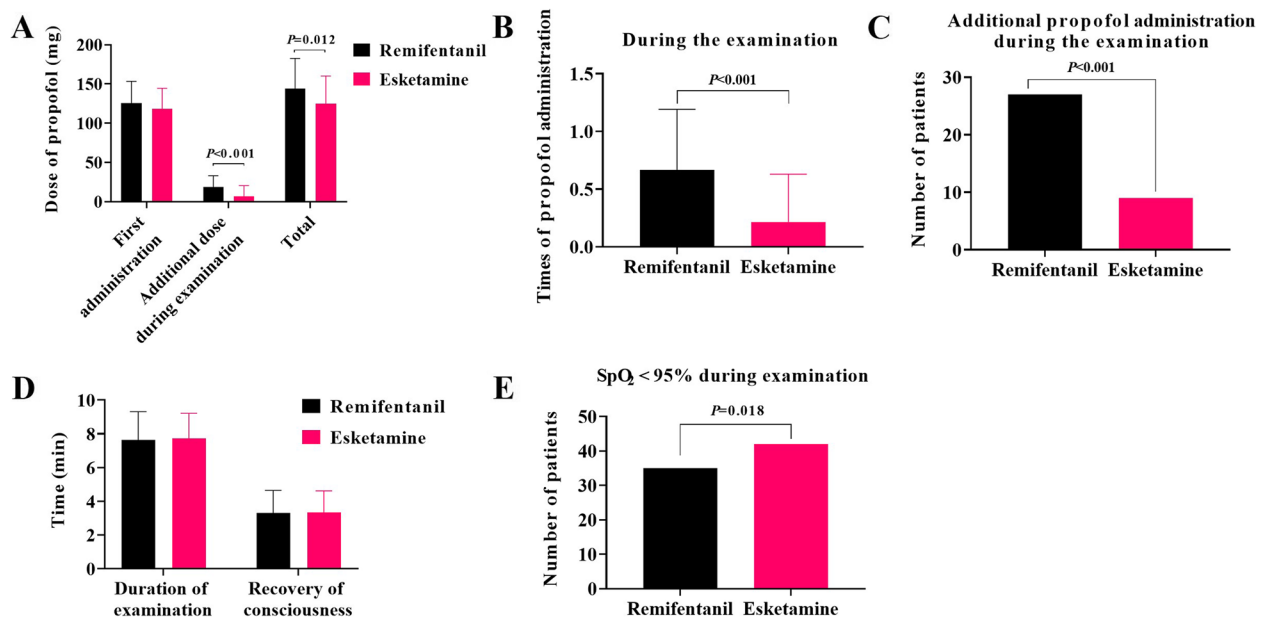 A
Dose of propofol (mg)
200
150
100
50
0
P=0.012
P<0.001
Remifentanil
Esketamine
First
administration
Additional dose
during examination
Total
B
During the examination
Times of propofol administration
1.5
1.0
0.5
0.0
P<0.001
Remifentanil
Esketamine
C
Additional propofol administration
during the examination
Number of patients
30
20
10
0
P<0.001
Remifentanil
Esketamine
D
Time (min)
10
8
6
4
2
0
Remifentanil
Esketamine
Duration of
examination
Recovery of
consciousness
E
SpO₂ < 95% during examination
Number of patients
50
40
30
20
10
0
P=0.018
Remifentanil
Esketamine